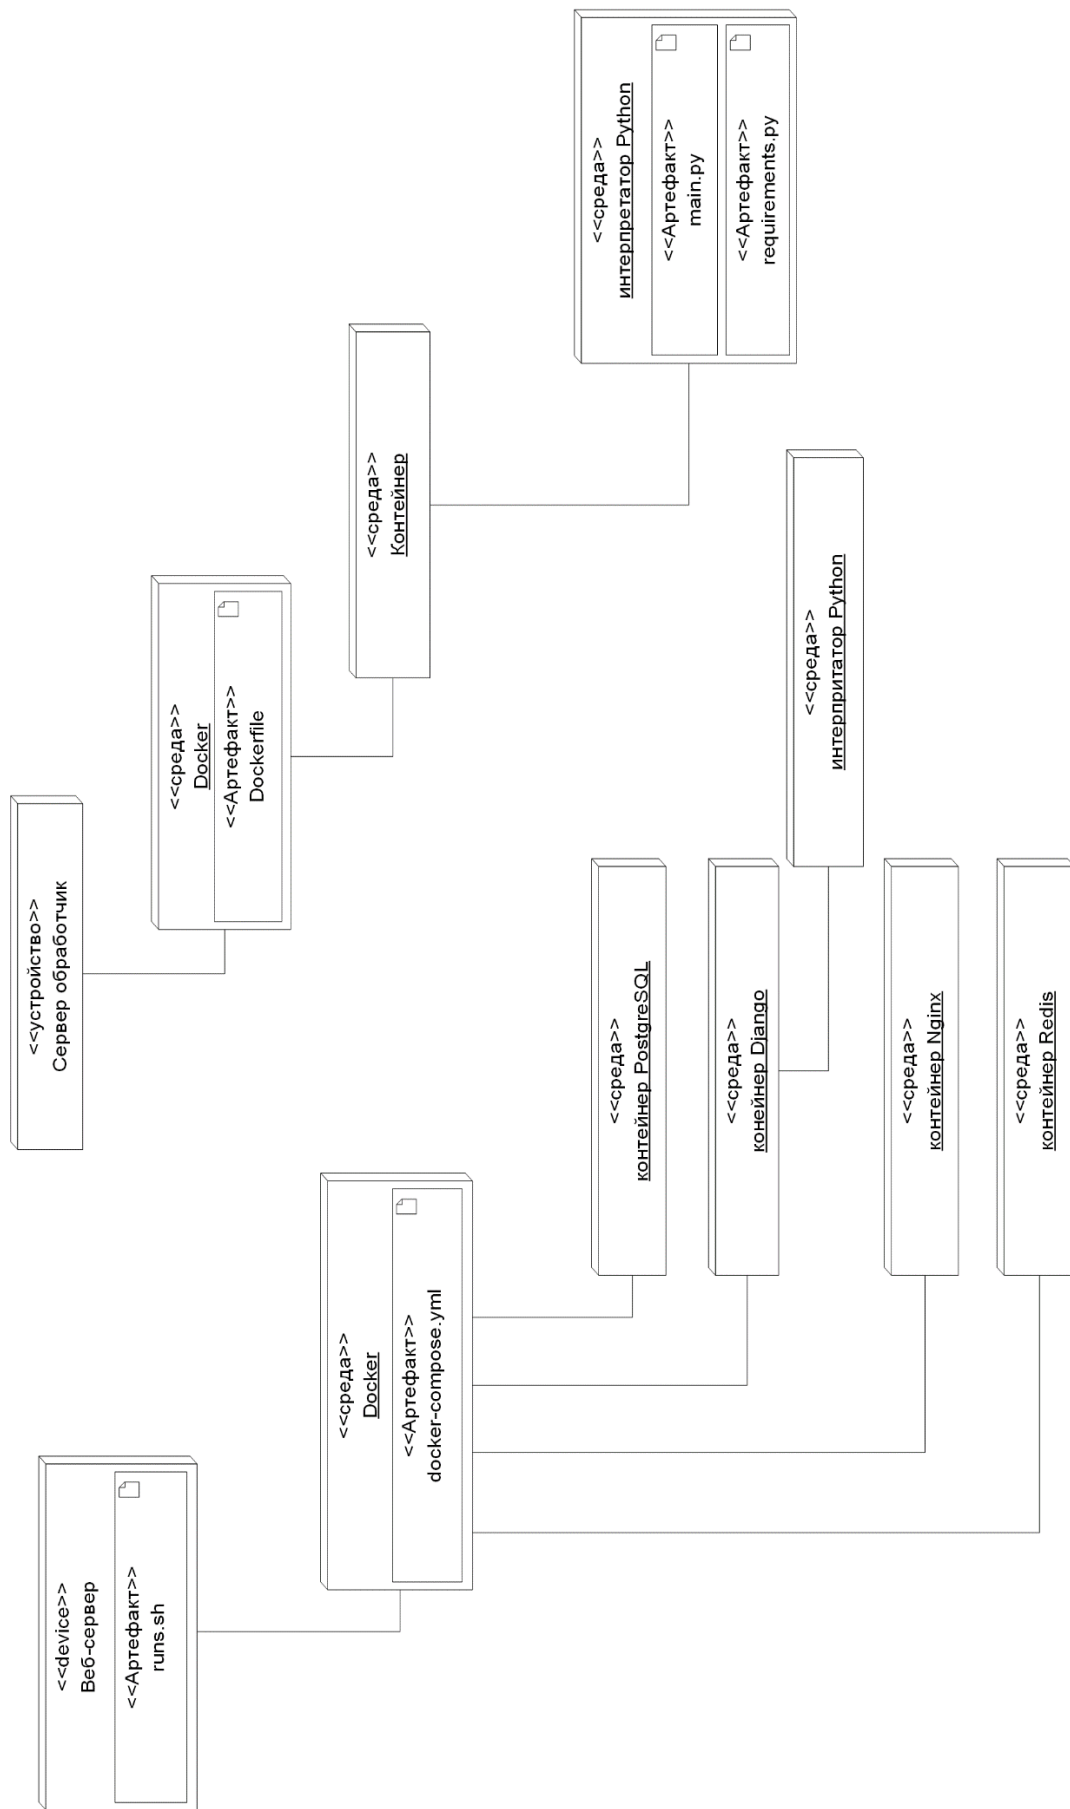 <<device>>
Веб-сервер
<<Артефакт>>
runs.sh
<<среда>>
Docker
<<Артефакт>>
docker-compose.yml
<<среда>>
контейнер PostgreSQL
<<среда>>
конейнер Django
<<среда>>
интерпритатор Python
<<среда>>
контейнер Nginx
<<среда>>
контейнер Redis
<<устройство>>
Сервер обработчик
<<среда>>
Docker
<<Артефакт>>
Dockerfile
<<среда>>
Контейнер
<<среда>>
интерпретатор Python
<<Артефакт>>
main.py
<<Артефакт>>
requirements.py